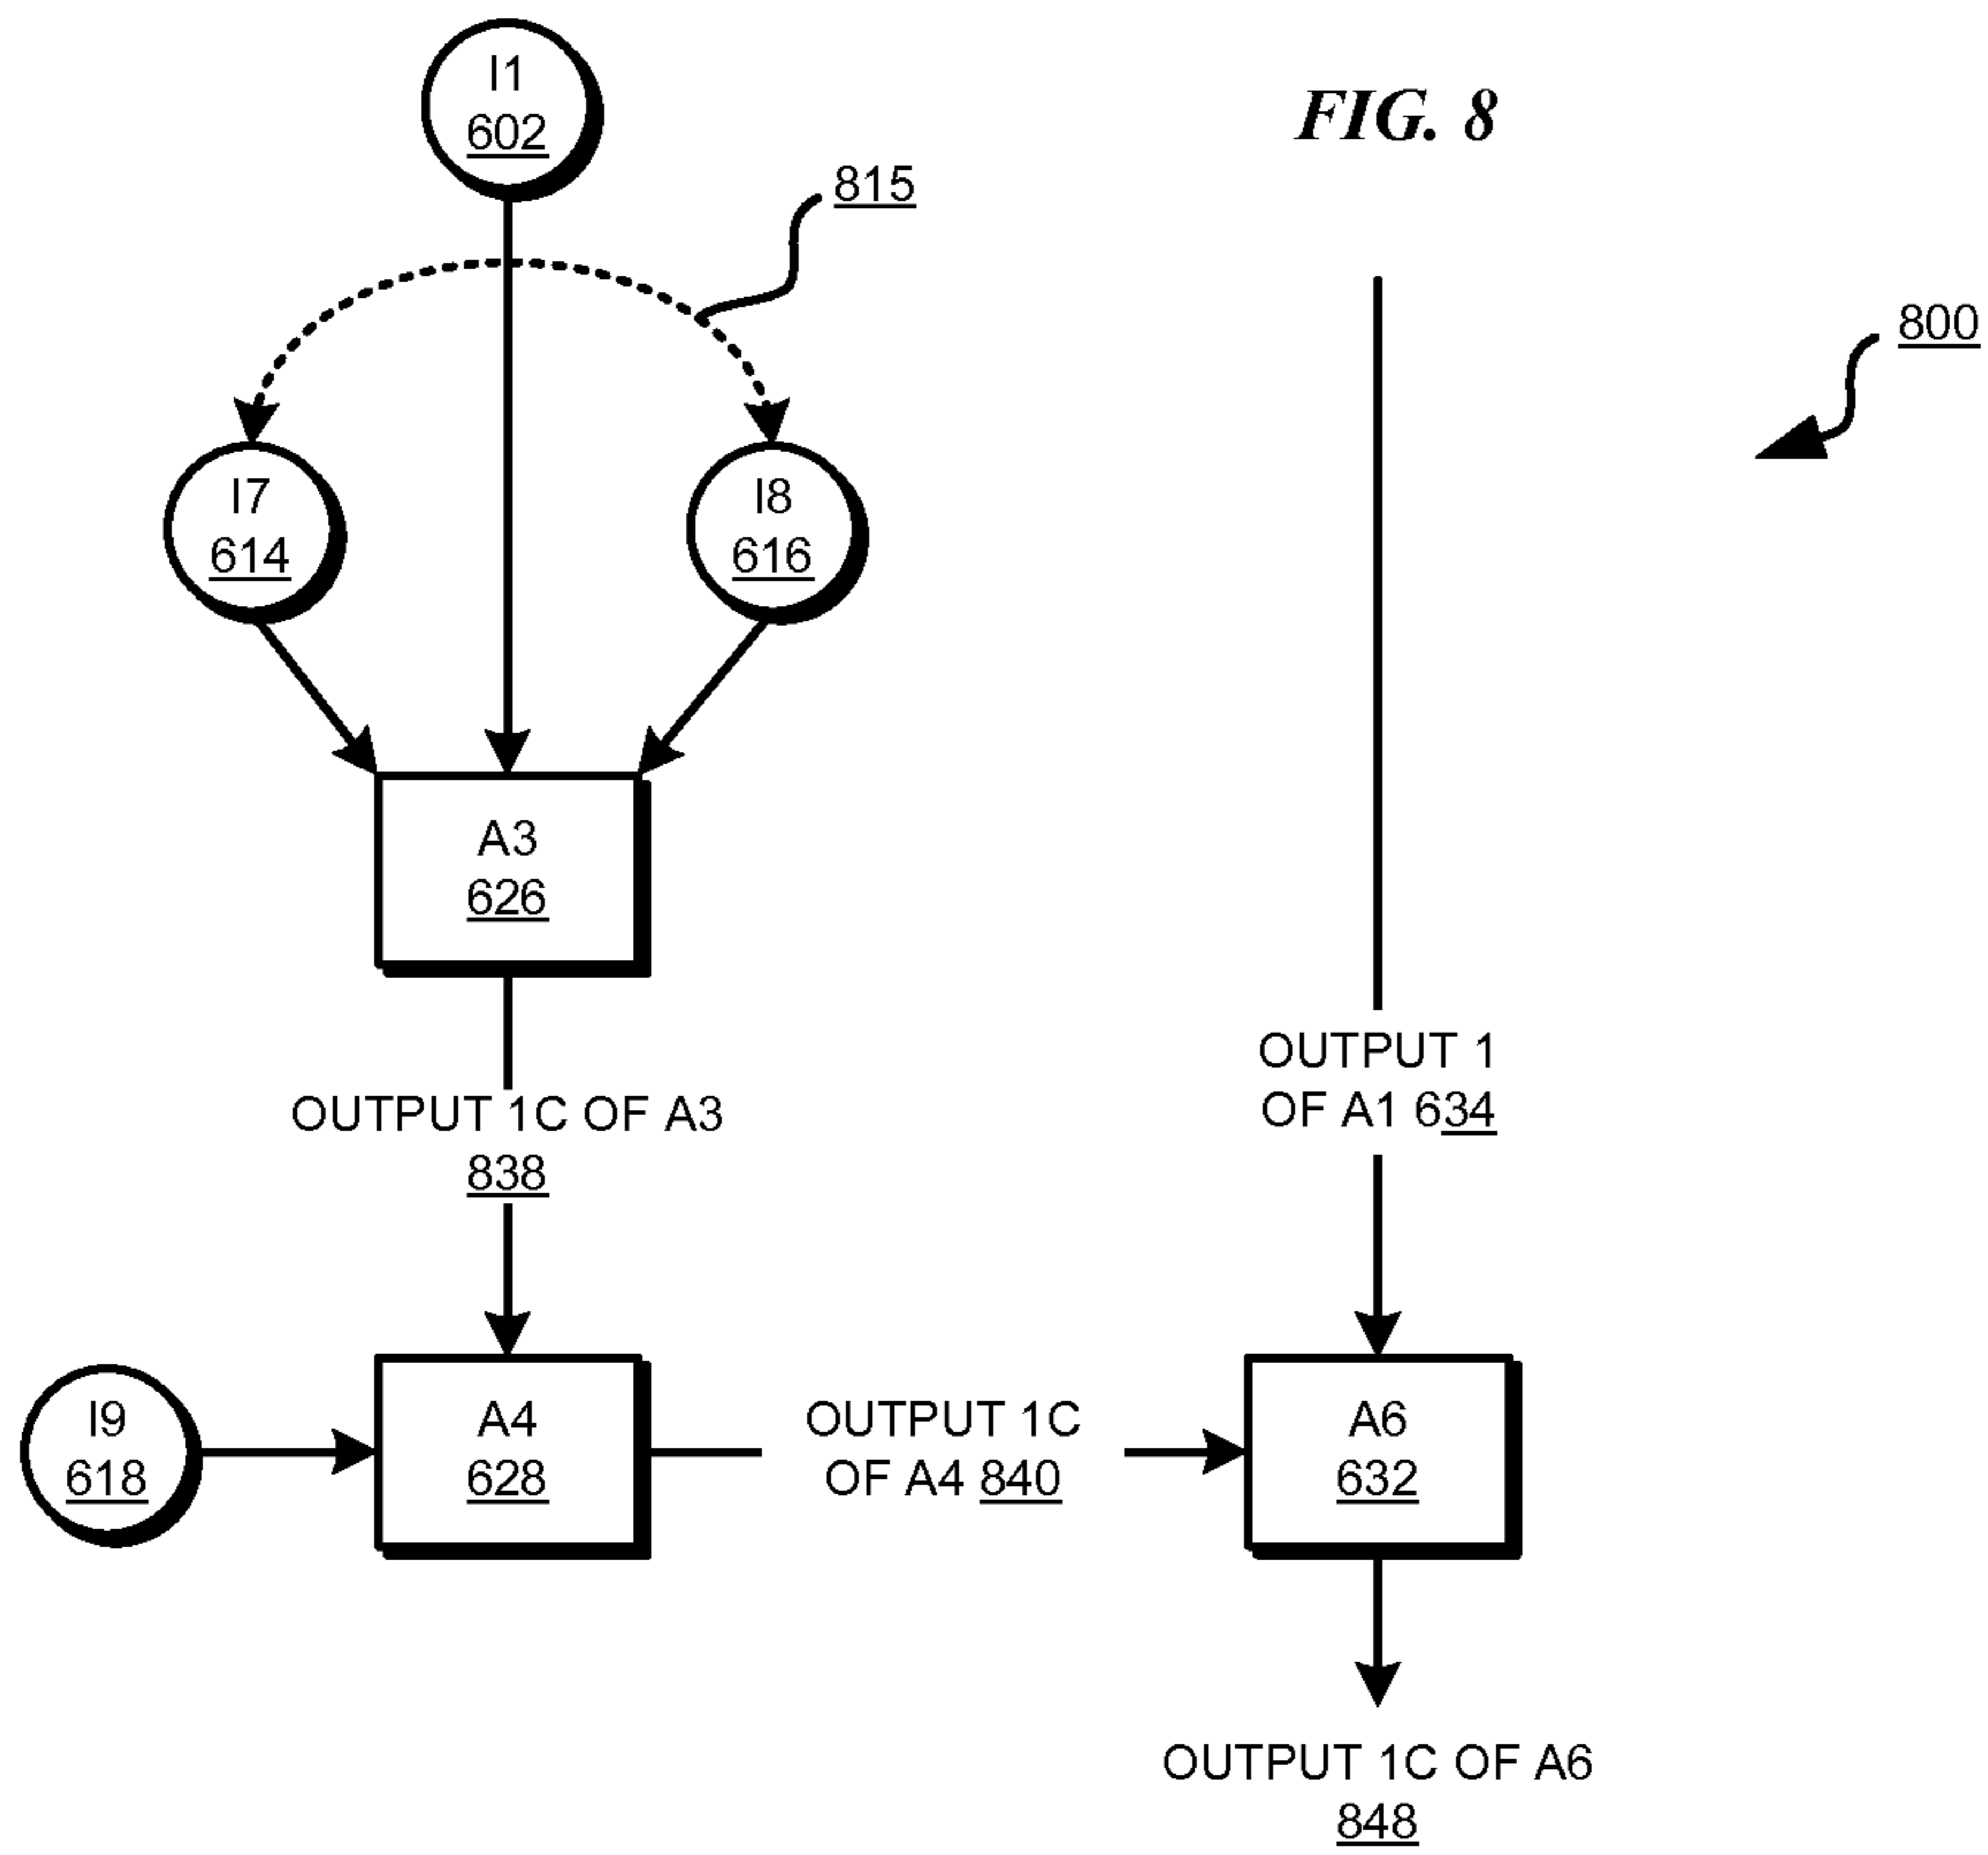 I1
602
FIG. 8
815
800
I7
614
I8
616
A3
626
OUTPUT 1
OF A1 634
OUTPUT 1C OF A3
838
I9
618
A4
628
OUTPUT 1C
OF A4 840
A6
632
OUTPUT 1C OF A6
848